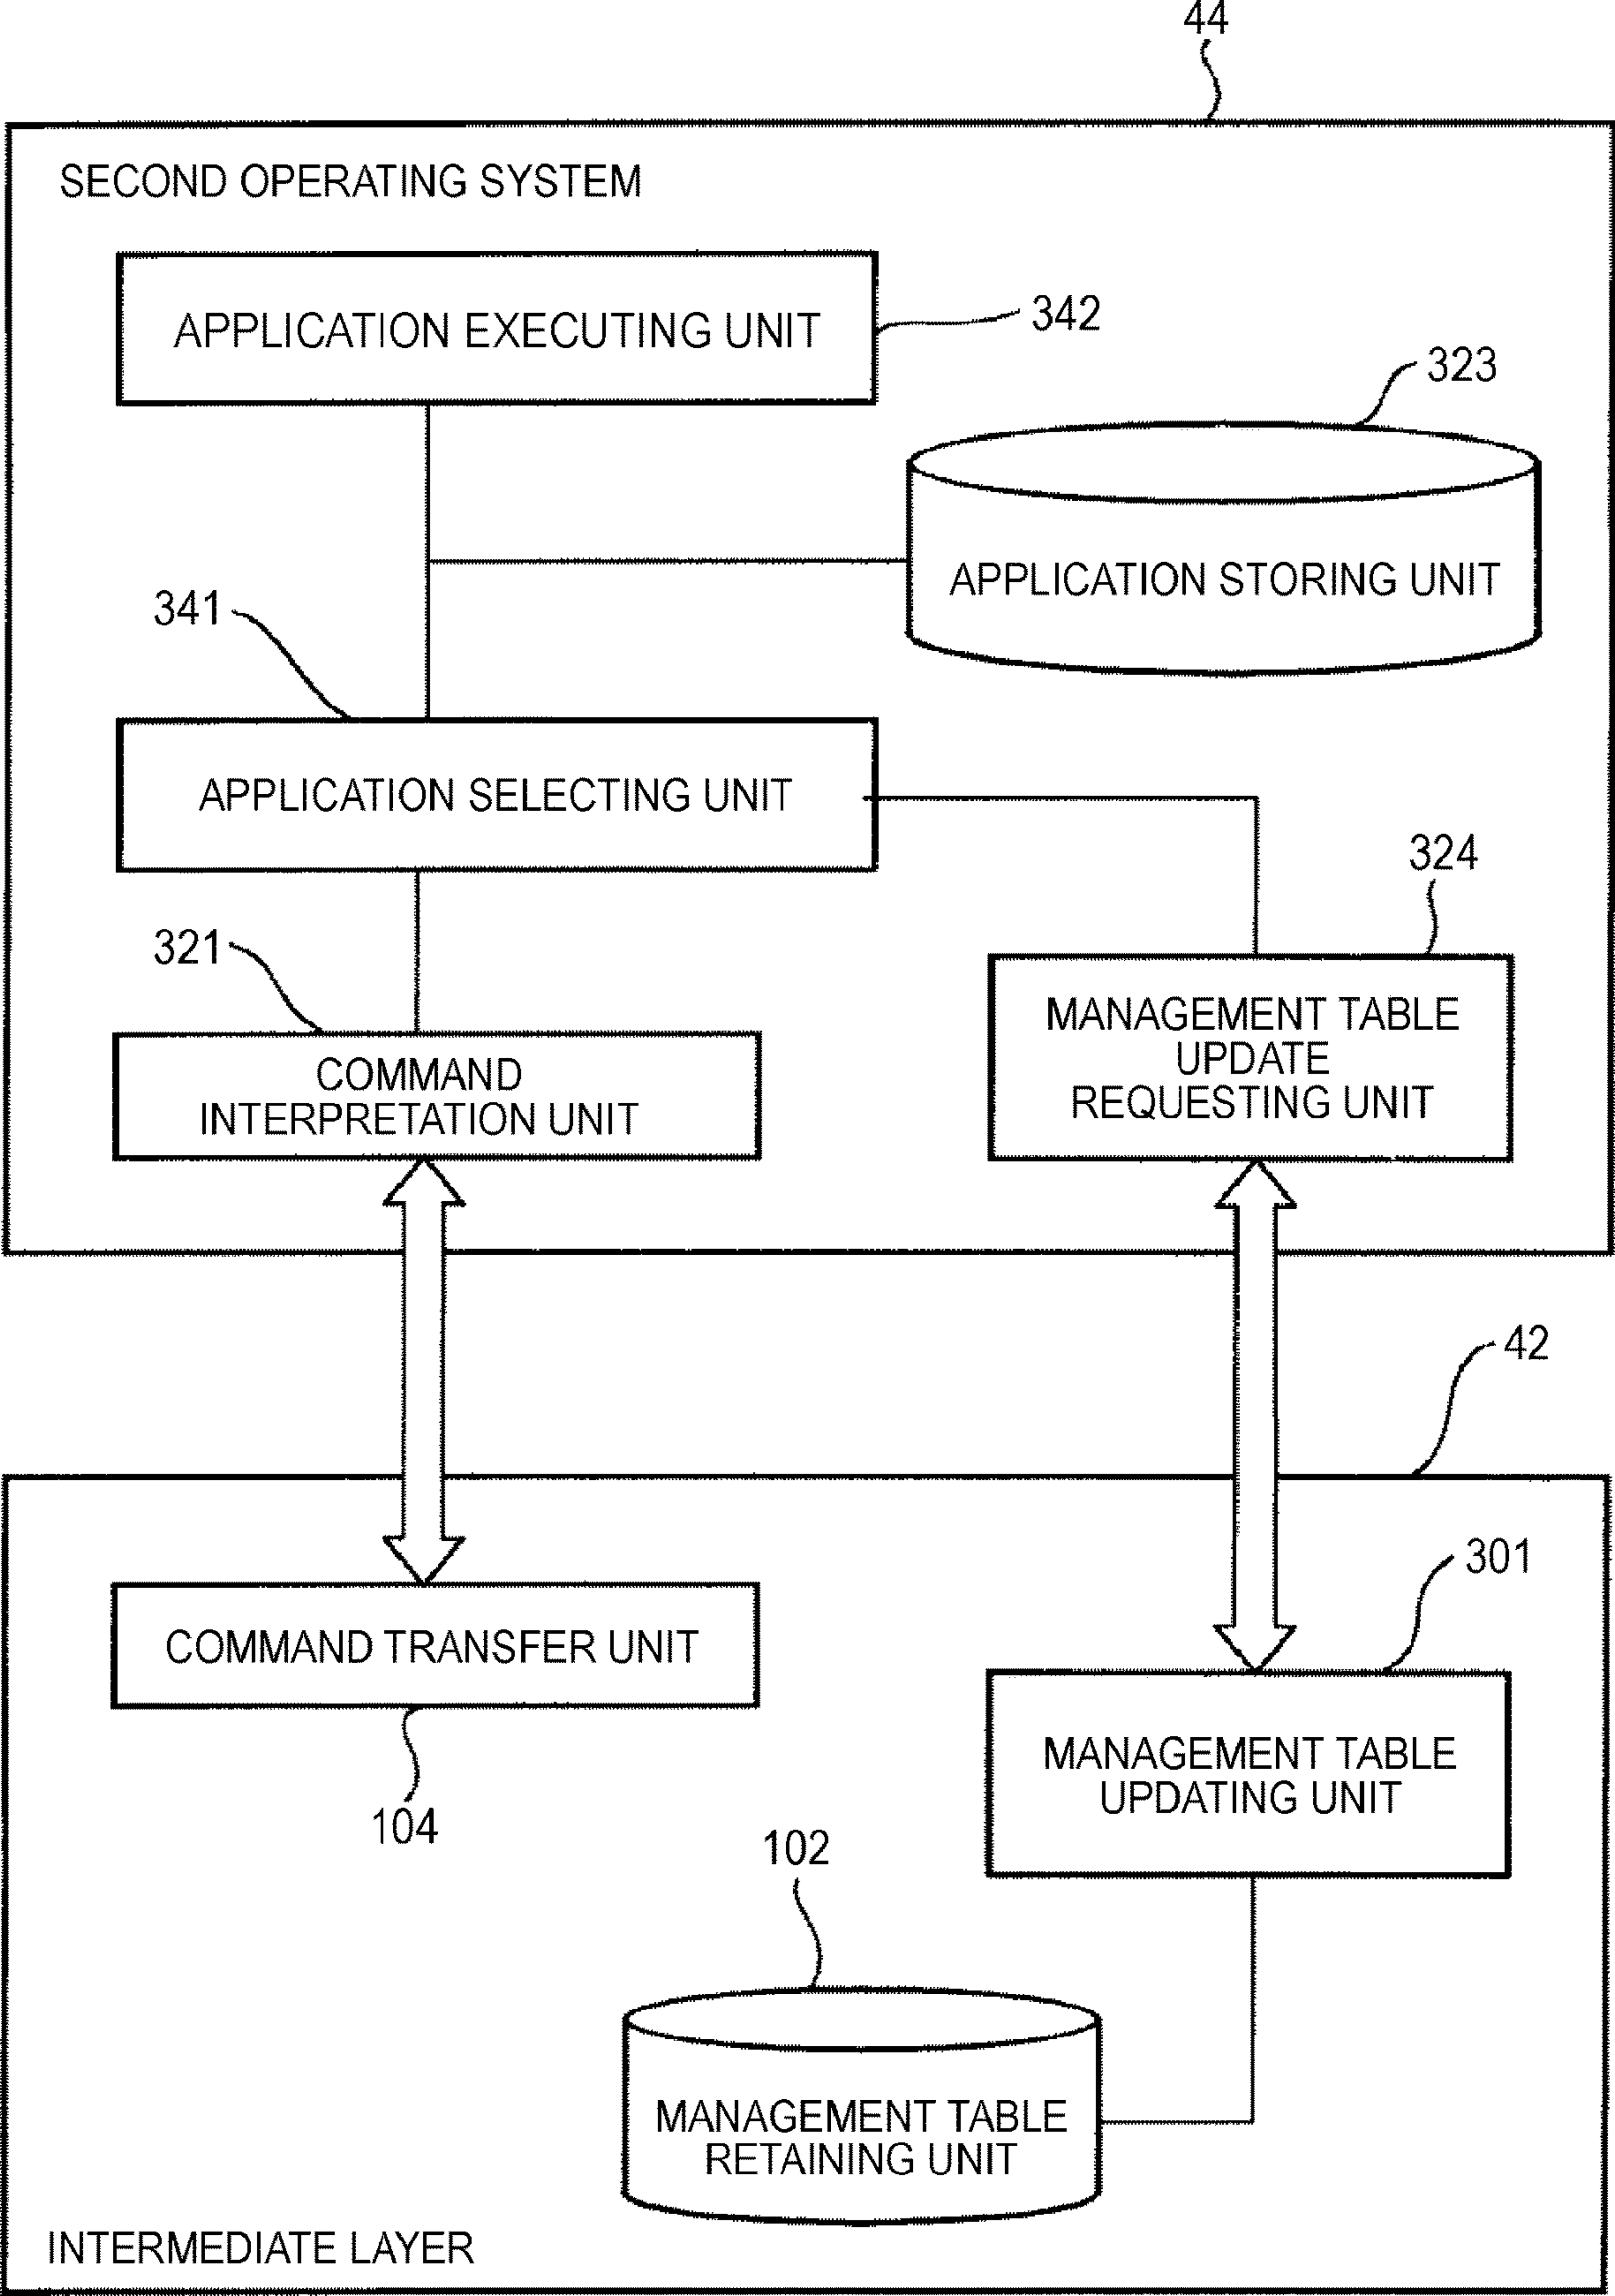 44
SECOND OPERATING SYSTEM
APPLICATION EXECUTING UNIT
342
323
APPLICATION STORING UNIT
341
APPLICATION SELECTING UNIT
324
321
MANAGEMENT TABLE
UPDATE
REQUESTING UNIT
COMMAND
INTERPRETATION UNIT
42
301
COMMAND TRANSFER UNIT
104
MANAGEMENT TABLE
UPDATING UNIT
102
MANAGEMENT TABLE
RETAINING UNIT
INTERMEDIATE LAYER